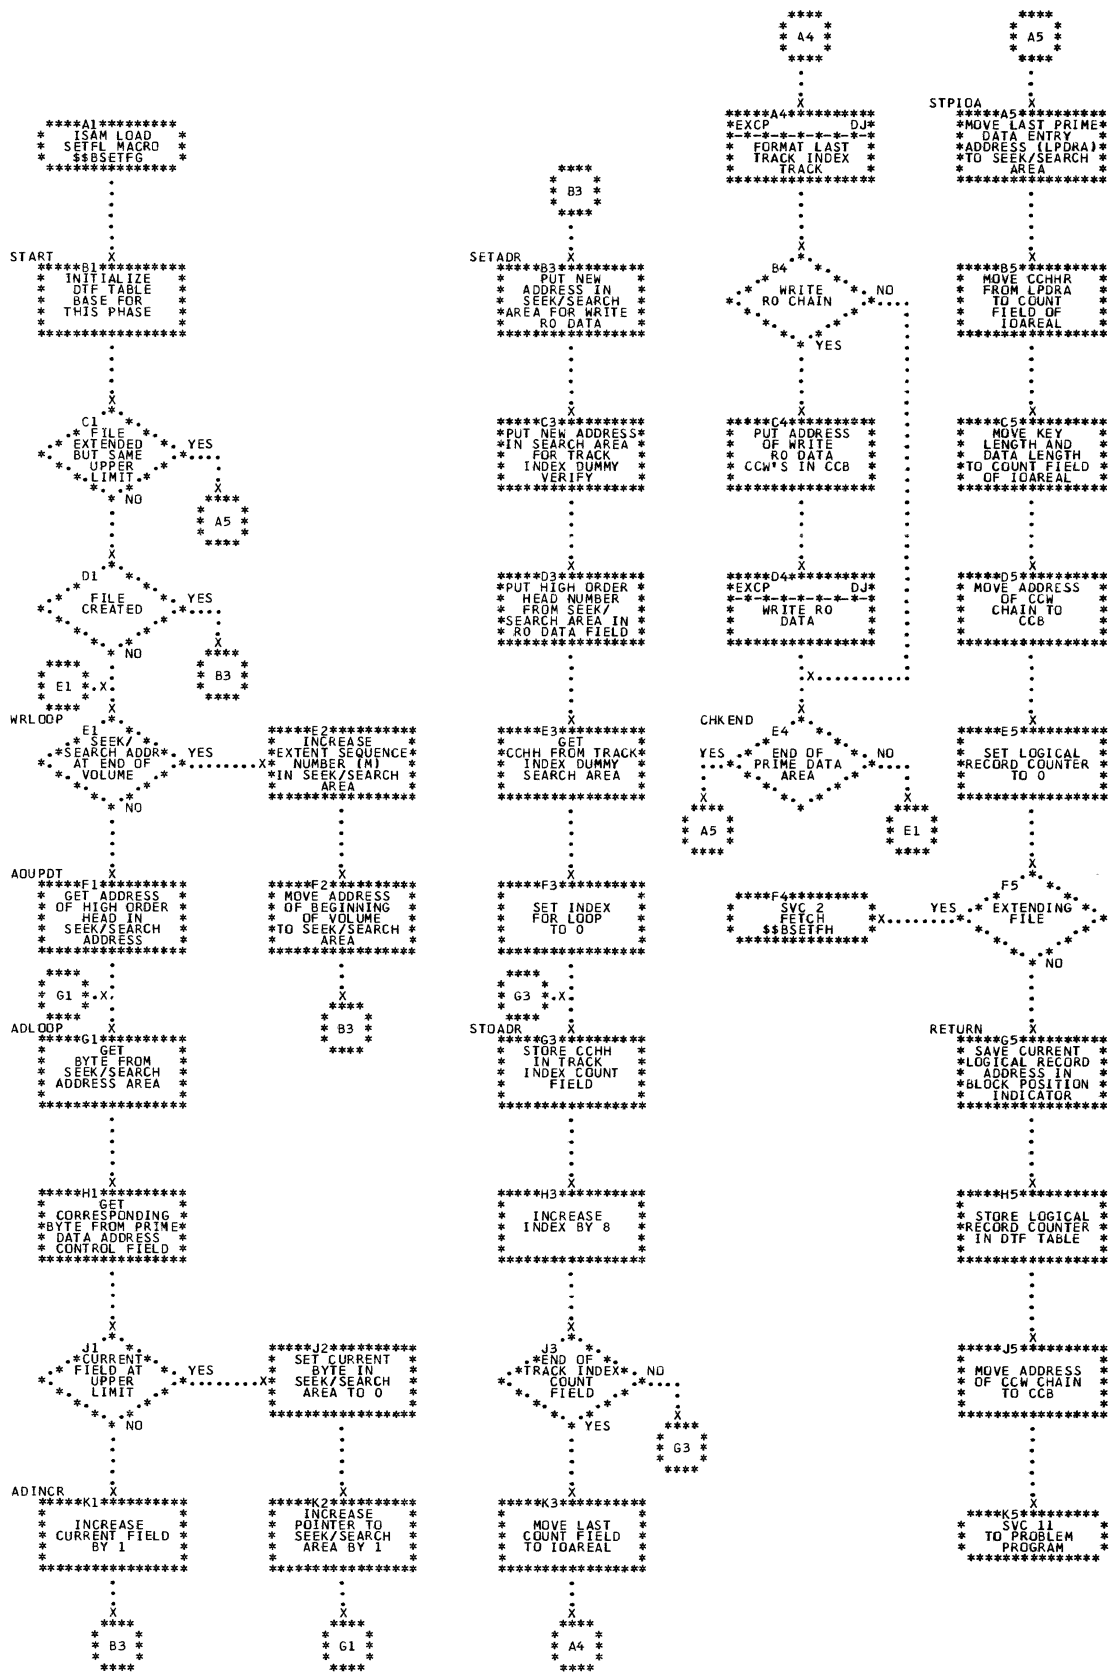 A1
ISAM LOAD
SETFL MACRO
$$BSETFG
START
B1
INITIALIZE
DTF TABLE
BASE FOR
THIS PHASE
C1
FILE
EXTENDED
BUT SAME
UPPER
LIMIT
YES
NO
A5
D1
FILE
CREATED
YES
NO
B3
E1
WRLOOP
E1
SEEK/
SEARCH ADDR
AT END OF
VOLUME
YES
NO
E2
INCREASE
EXTENT SEQUENCE
NUMBER (M)
IN SEEK/SEARCH
AREA
AOUPDT
F1
GET ADDRESS
OF HIGH ORDER
HEAD IN
SEEK/SEARCH
ADDRESS
F2
MOVE ADDRESS
OF BEGINNING
OF VOLUME
TO SEEK/SEARCH
AREA
G1
B3
ADLOOP
G1
GET
BYTE FROM
SEEK/SEARCH
ADDRESS AREA
H1
GET
CORRESPONDING
BYTE FROM PRIME
DATA ADDRESS
CONTROL FIELD
J1
CURRENT
FIELD AT
UPPER
LIMIT
YES
NO
J2
SET CURRENT
BYTE IN
SEEK/SEARCH
AREA TO 0
ADINCR
K1
INCREASE
CURRENT FIELD
BY 1
K2
INCREASE
POINTER TO
SEEK/SEARCH
AREA BY 1
B3
G1
B3
SETADR
B3
PUT NEW
ADDRESS IN
SEEK/SEARCH
AREA FOR WRITE
R0 DATA
C3
PUT NEW ADDRESS
IN SEARCH AREA
FOR TRACK
INDEX DUMMY
VERIFY
D3
PUT HIGH ORDER
HEAD NUMBER
FROM SEEK/
SEARCH AREA IN
R0 DATA FIELD
E3
GET
CCHH FROM TRACK
INDEX DUMMY
SEARCH AREA
F3
SET INDEX
FOR LOOP
TO 0
G3
STOADR
G3
STORE CCHH
IN TRACK
INDEX COUNT
FIELD
H3
INCREASE
INDEX BY 8
J3
END OF
TRACK INDEX
COUNT
FIELD
NO
YES
G3
K3
MOVE LAST
COUNT FIELD
TO IOAREAL
A4
A4
A4
EXCP DJ
FORMAT LAST
TRACK INDEX
TRACK
B4
WRITE
R0 CHAIN
NO
YES
C4
PUT ADDRESS
OF WRITE
R0 DATA
CCW'S IN CCB
D4
EXCP DJ
WRITE R0
DATA
CHKEND
E4
END OF
PRIME DATA
AREA
YES
NO
A5
E1
F4
SVC 2
FETCH
$$BSETFH
A5
STPIOA
A5
MOVE LAST PRIME
DATA ENTRY
ADDRESS (LPDRA)
TO SEEK/SEARCH
AREA
B5
MOVE CCHHR
FROM LPDRA
TO COUNT
FIELD OF
IOAREAL
C5
MOVE KEY
LENGTH AND
DATA LENGTH
TO COUNT FIELD
OF IOAREAL
D5
MOVE ADDRESS
OF CCW
CHAIN TO
CCB
E5
SET LOGICAL
RECORD COUNTER
TO 0
F5
EXTENDING
FILE
YES
NO
RETURN
G5
SAVE CURRENT
LOGICAL RECORD
ADDRESS IN
BLOCK POSITION
INDICATOR
H5
STORE LOGICAL
RECORD COUNTER
IN DTF TABLE
J5
MOVE ADDRESS
OF CCW CHAIN
TO CCB
K5
SVC 11
TO PROBLEM
PROGRAM